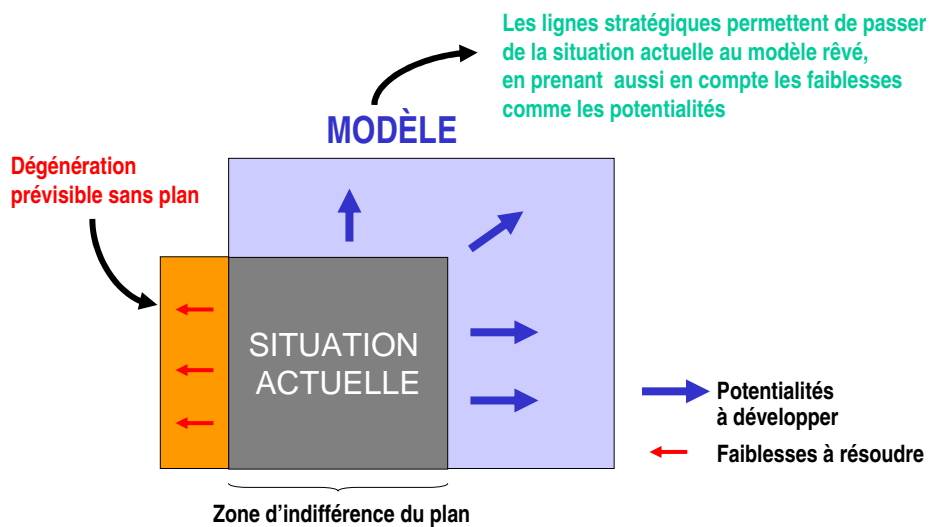 Les lignes stratégiques permettent de passer
de la situation actuelle au modèle rêvé,
en prenant aussi en compte les faiblesses
comme les potentialités
MODÈLE
Dégénération
prévisible sans plan
SITUATION
ACTUELLE
Potentialités
à développer
Faiblesses à résoudre
Zone d'indifférence du plan